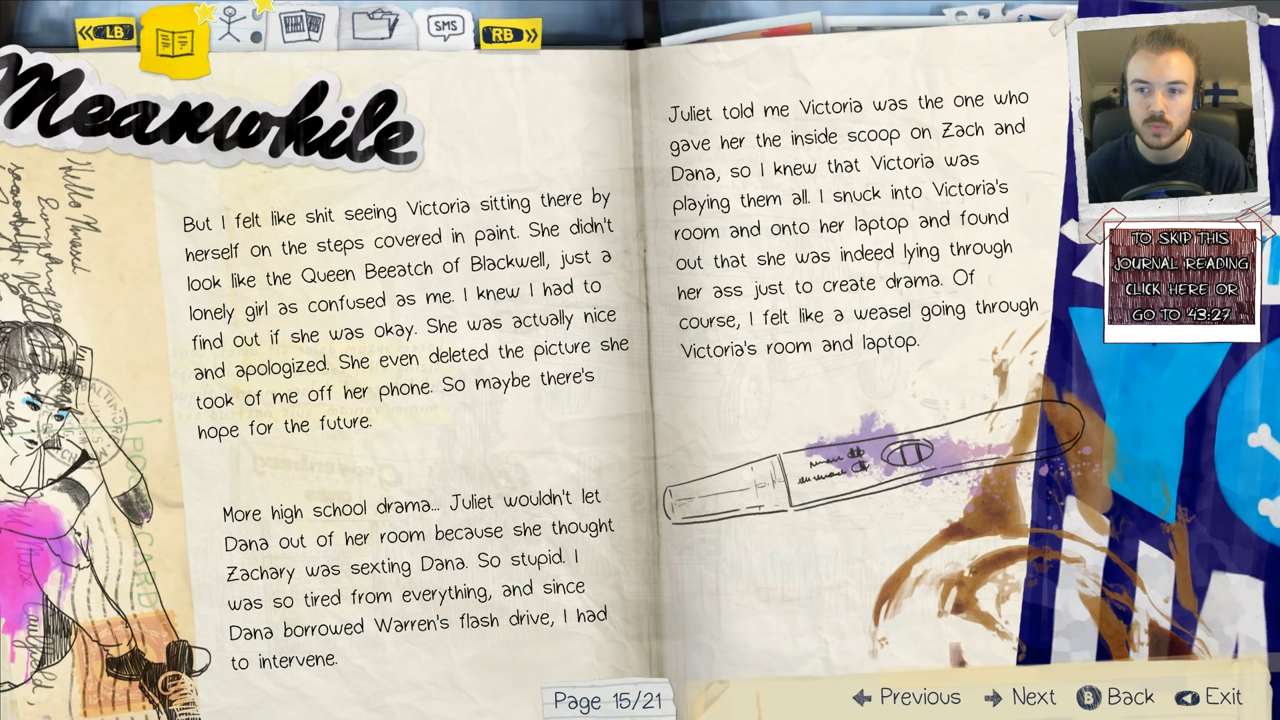 LB
SMS
RB
Meanwhile
But I felt like shit seeing Victoria sitting there by
herself on the steps covered in paint. She didn't
look like the Queen Beeatch of Blackwell, just a
lonely girl as confused as me. I knew I had to
find out if she was okay. She was actually nice
and apologized. She even deleted the picture she
took of me off her phone. So maybe there's
hope for the future.
More high school drama... Juliet wouldn't let
Dana out of her room because she thought
Zachary was sexting Dana. So stupid. I
was so tired from everything, and since
Dana borrowed Warren's flash drive, I had
to intervene.
Juliet told me Victoria was the one who
gave her the inside scoop on Zach and
Dana, so I knew that Victoria was
playing them all. I snuck into Victoria's
room and onto her laptop and found
out that she was indeed lying through
her ass just to create drama. Of
course, I felt like a weasel going through
Victoria's room and laptop.
TO SKIP THIS
JOURNAL READING
CLICK HERE OR
GO TO 43:27
POSTCARD
Page 15/21
Previous
Next
B Back
Exit